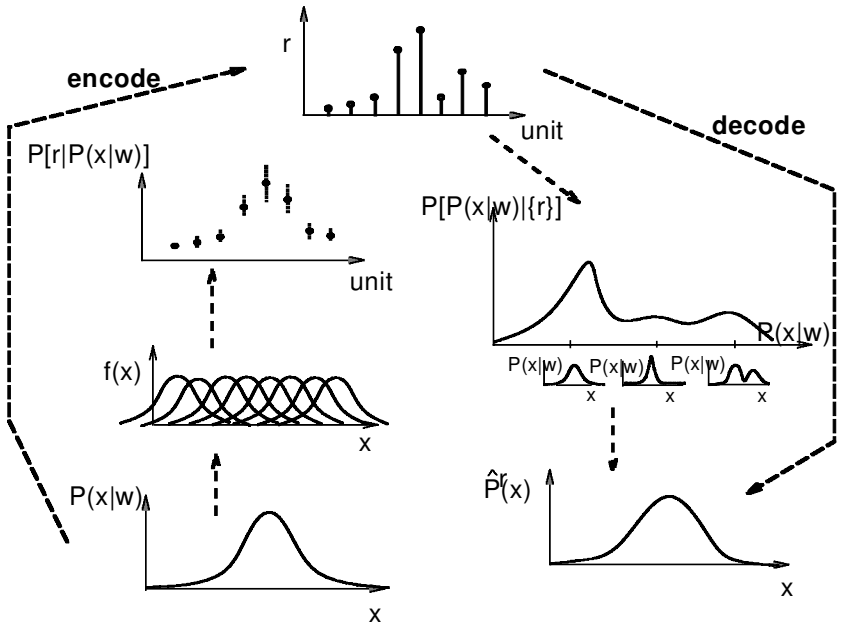 r
encode
unit
decode
P[r|P(x|w)]
P[P(x|w)|{r}]
unit
P(x|w)
f(x)
P(x|w) P(x|w) P(x|w)
x x x
x
P(x|w)
P̂ʳ(x)
x
x